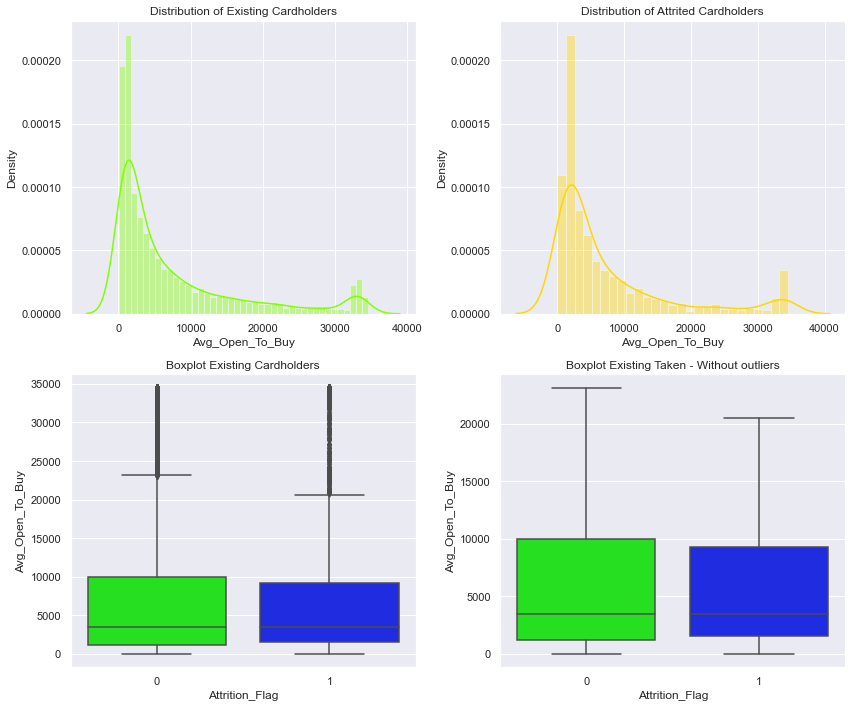 Distribution of Existing Cardholders
Density
0.00020
0.00015
0.00010
0.00005
0.00000
0 10000 20000 30000 40000
Avg_Open_To_Buy
Distribution of Attrited Cardholders
Density
0.00020
0.00015
0.00010
0.00005
0.00000
0 10000 20000 30000 40000
Avg_Open_To_Buy
Boxplot Existing Cardholders
Avg_Open_To_Buy
35000
30000
25000
20000
15000
10000
5000
0
0 1
Attrition_Flag
Boxplot Existing Taken - Without outliers
Avg_Open_To_Buy
20000
15000
10000
5000
0
0 1
Attrition_Flag